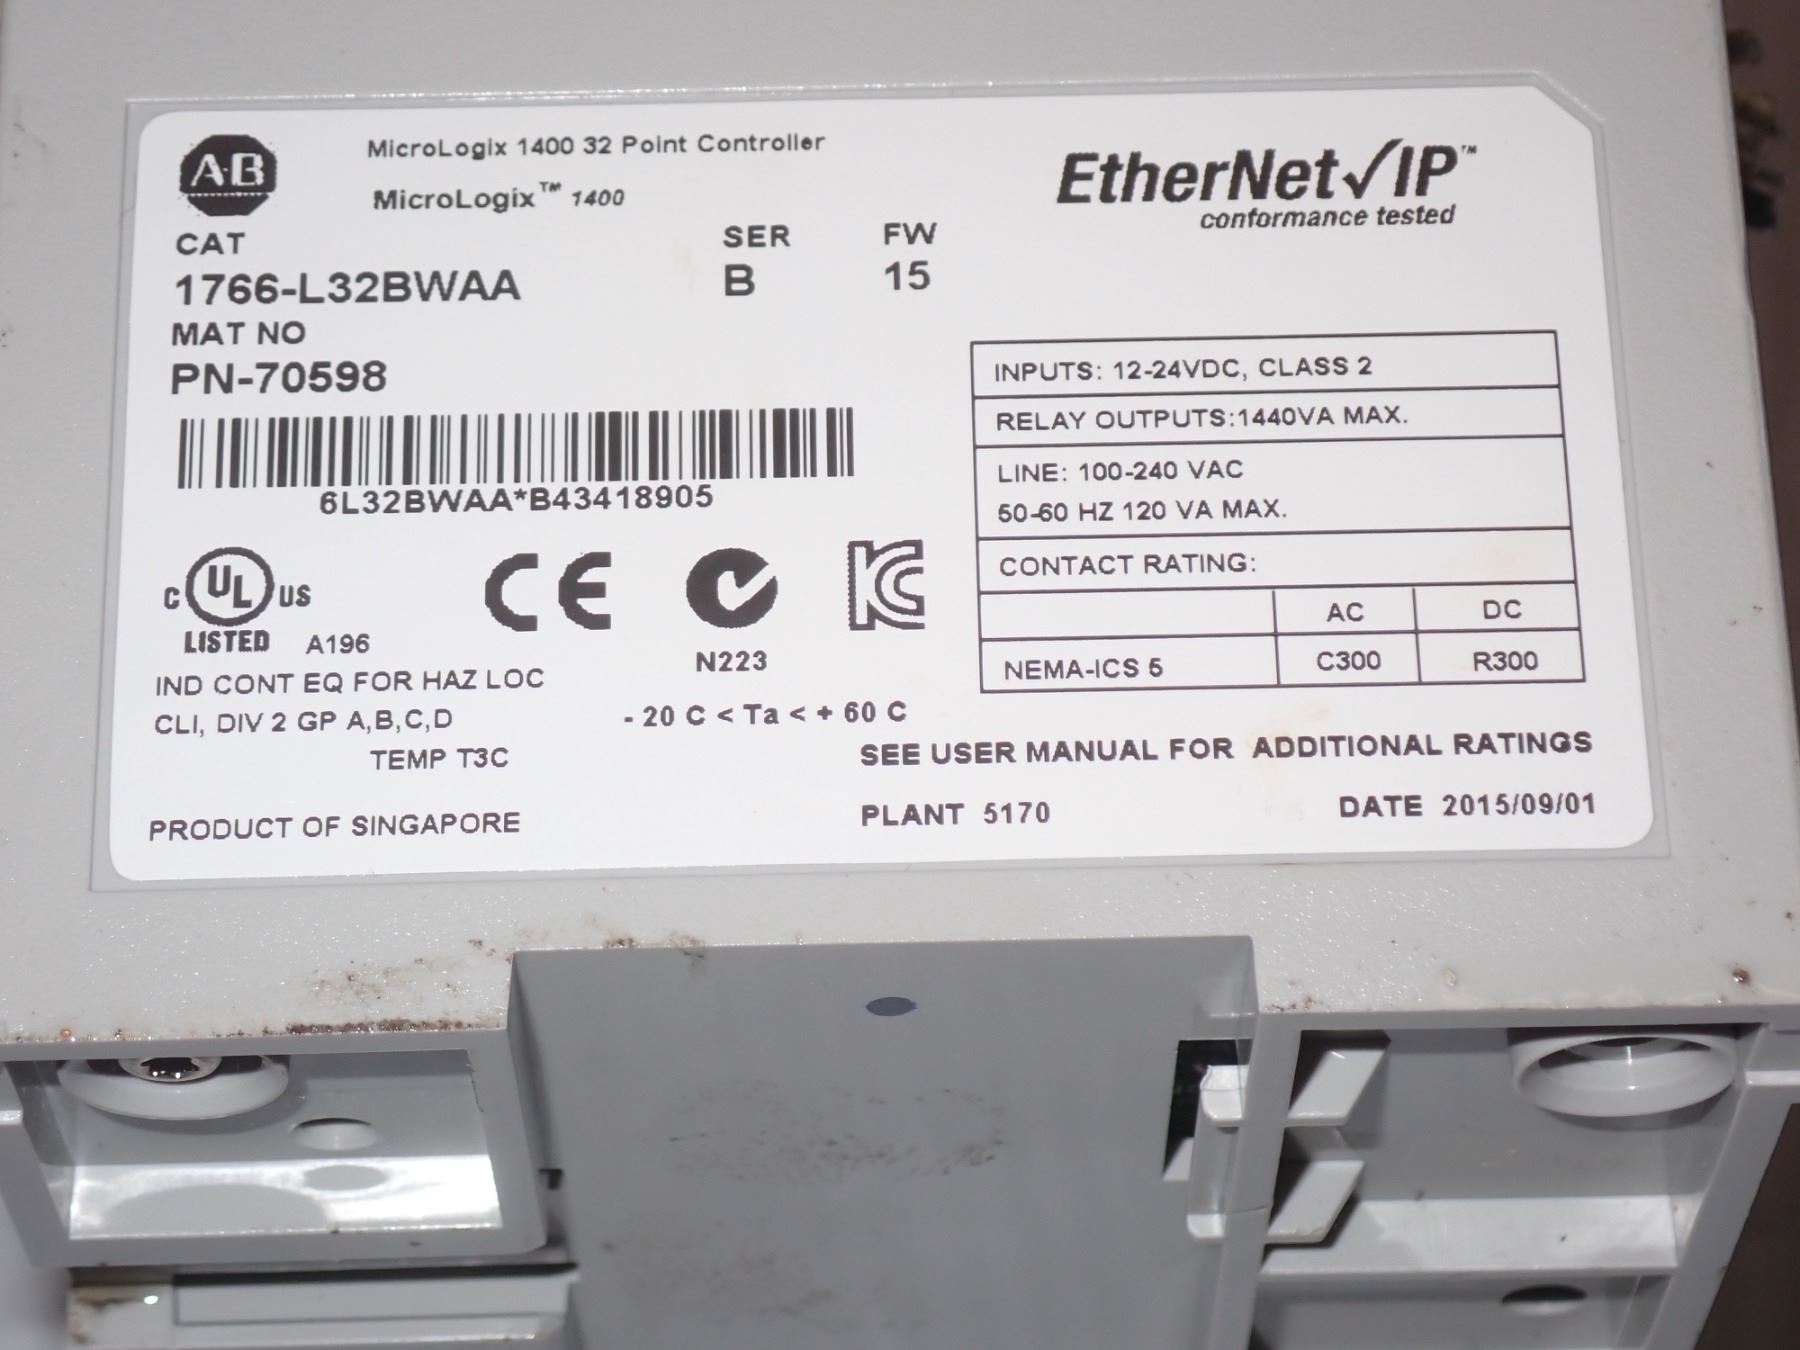 A·B
MicroLogix 1400 32 Point Controller
MicroLogix™ 1400
EtherNet/IP™
conformance tested
CAT
SER
FW
1766-L32BWAA
B
15
MAT NO
PN-70598
6L32BWAA*B43418905
INPUTS: 12-24VDC, CLASS 2
RELAY OUTPUTS:1440VA MAX.
LINE: 100-240 VAC
50-60 HZ 120 VA MAX.
CONTACT RATING:
AC DC
NEMA-ICS 5 C300 R300
C UL US
LISTED A196
CE
N223
KC
IND CONT EQ FOR HAZ LOC
CLI, DIV 2 GP A,B,C,D
- 20 C < Ta < + 60 C
TEMP T3C
SEE USER MANUAL FOR ADDITIONAL RATINGS
PRODUCT OF SINGAPORE
PLANT 5170
DATE 2015/09/01